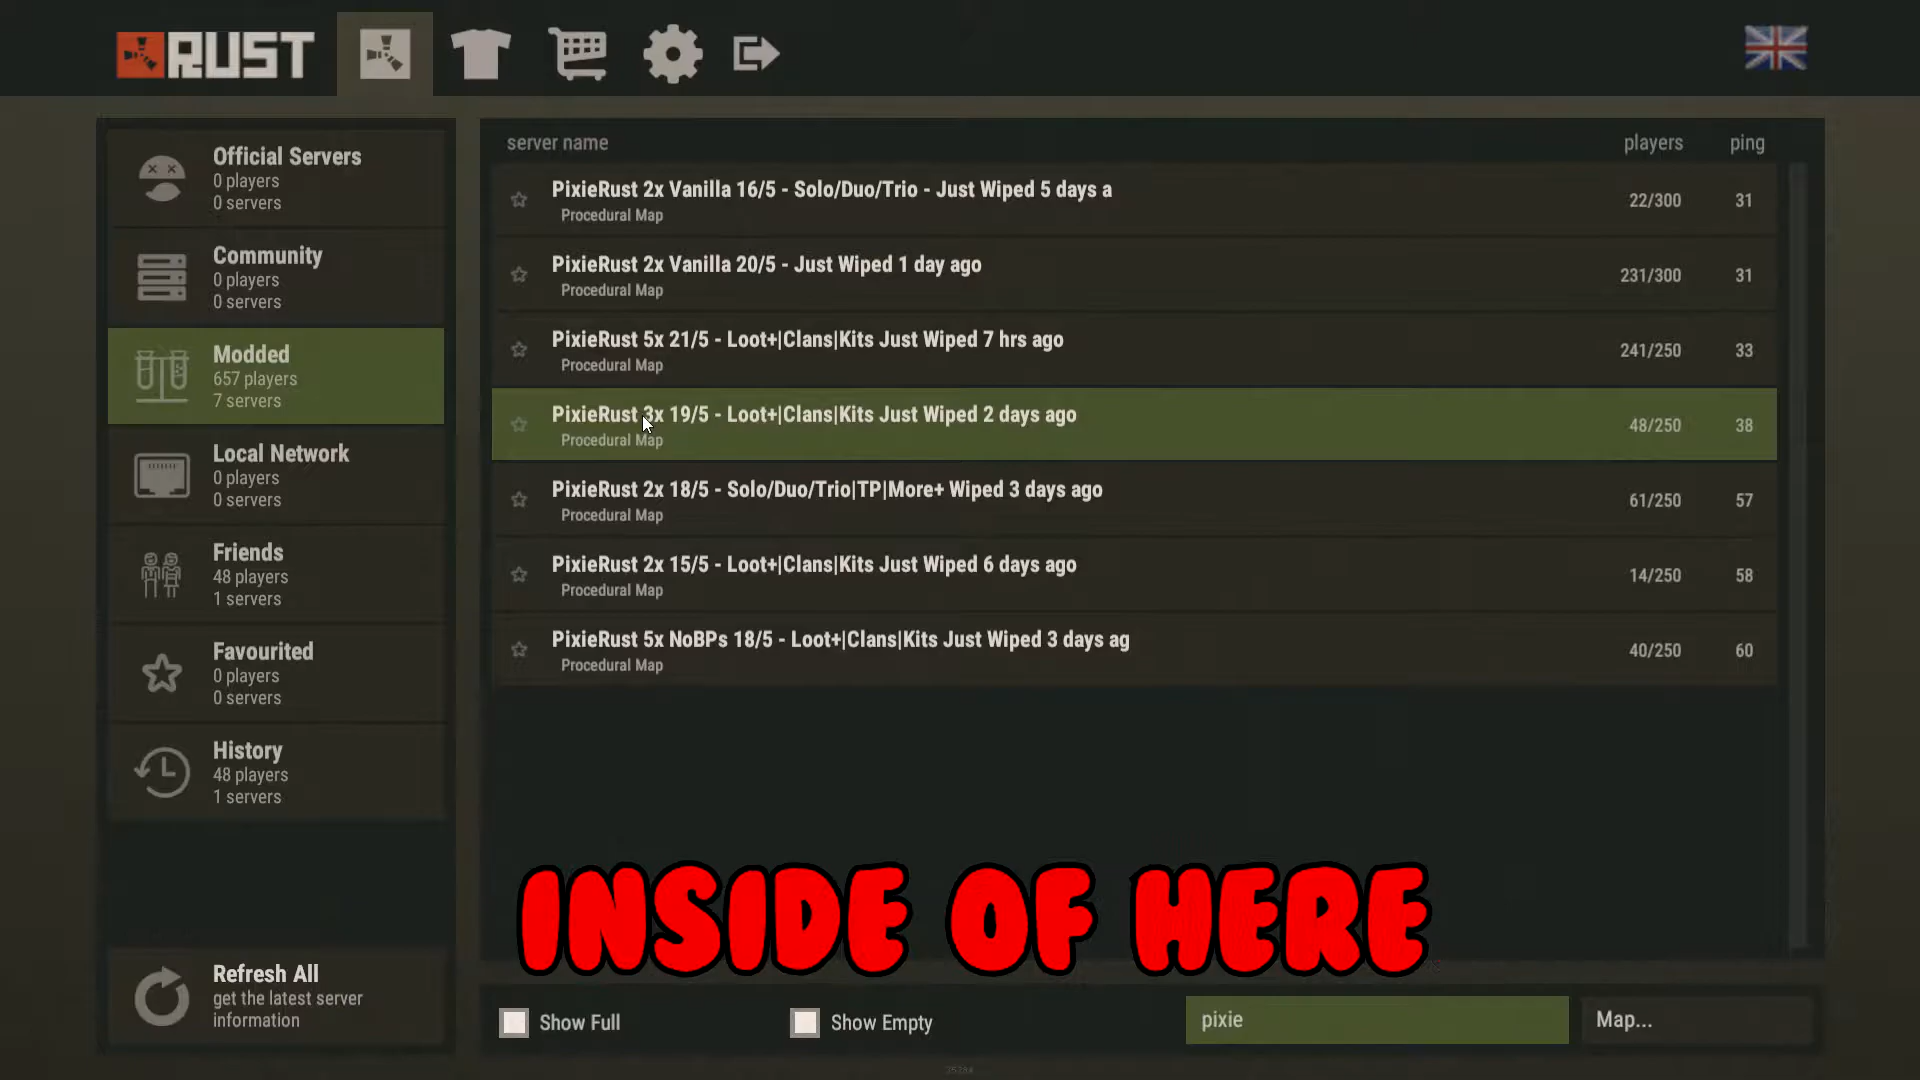 RUST
Official Servers
0 players
0 servers
Community
0 players
0 servers
Modded
657 players
7 servers
Local Network
0 players
0 servers
Friends
48 players
1 servers
Favourited
0 players
0 servers
History
48 players
1 servers
Refresh All
get the latest server
information
server name players ping
PixieRust 2x Vanilla 16/5 - Solo/Duo/Trio - Just Wiped 5 days a 22/300 31
Procedural Map
PixieRust 2x Vanilla 20/5 - Just Wiped 1 day ago 231/300 31
Procedural Map
PixieRust 5x 21/5 - Loot+|Clans|Kits Just Wiped 7 hrs ago 241/250 33
Procedural Map
PixieRust 3x 19/5 - Loot+|Clans|Kits Just Wiped 2 days ago 48/250 38
Procedural Map
PixieRust 2x 18/5 - Solo/Duo/Trio|TP|More+ Wiped 3 days ago 61/250 57
Procedural Map
PixieRust 2x 15/5 - Loot+|Clans|Kits Just Wiped 6 days ago 14/250 58
Procedural Map
PixieRust 5x NoBPs 18/5 - Loot+|Clans|Kits Just Wiped 3 days ag 40/250 60
Procedural Map
INSIDE OF HERE
Show Full Show Empty pixie Map...